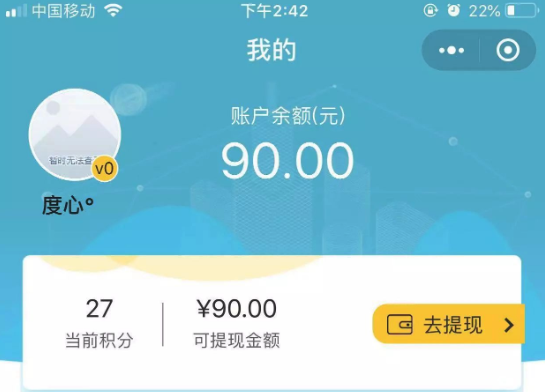 中国移动 下午2:42 22%
我的
账户余额(元)
90.00
暂时无法查
v0
度心°
27 ¥90.00 去提现
当前积分 可提现金额